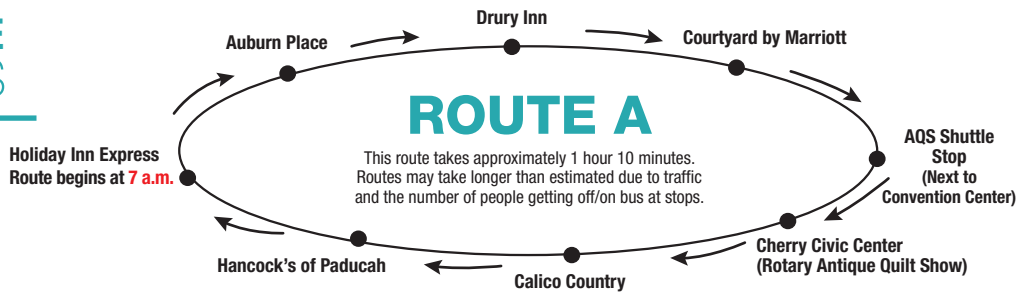 Drury Inn
Auburn Place
Courtyard by Marriott
ROUTE A
This route takes approximately 1 hour 10 minutes.
Routes may take longer than estimated due to traffic
and the number of people getting off/on bus at stops.
Holiday Inn Express
Route begins at 7 a.m.
AQS Shuttle
Stop
(Next to
Convention Center)
Cherry Civic Center
(Rotary Antique Quilt Show)
Calico Country
Hancock's of Paducah